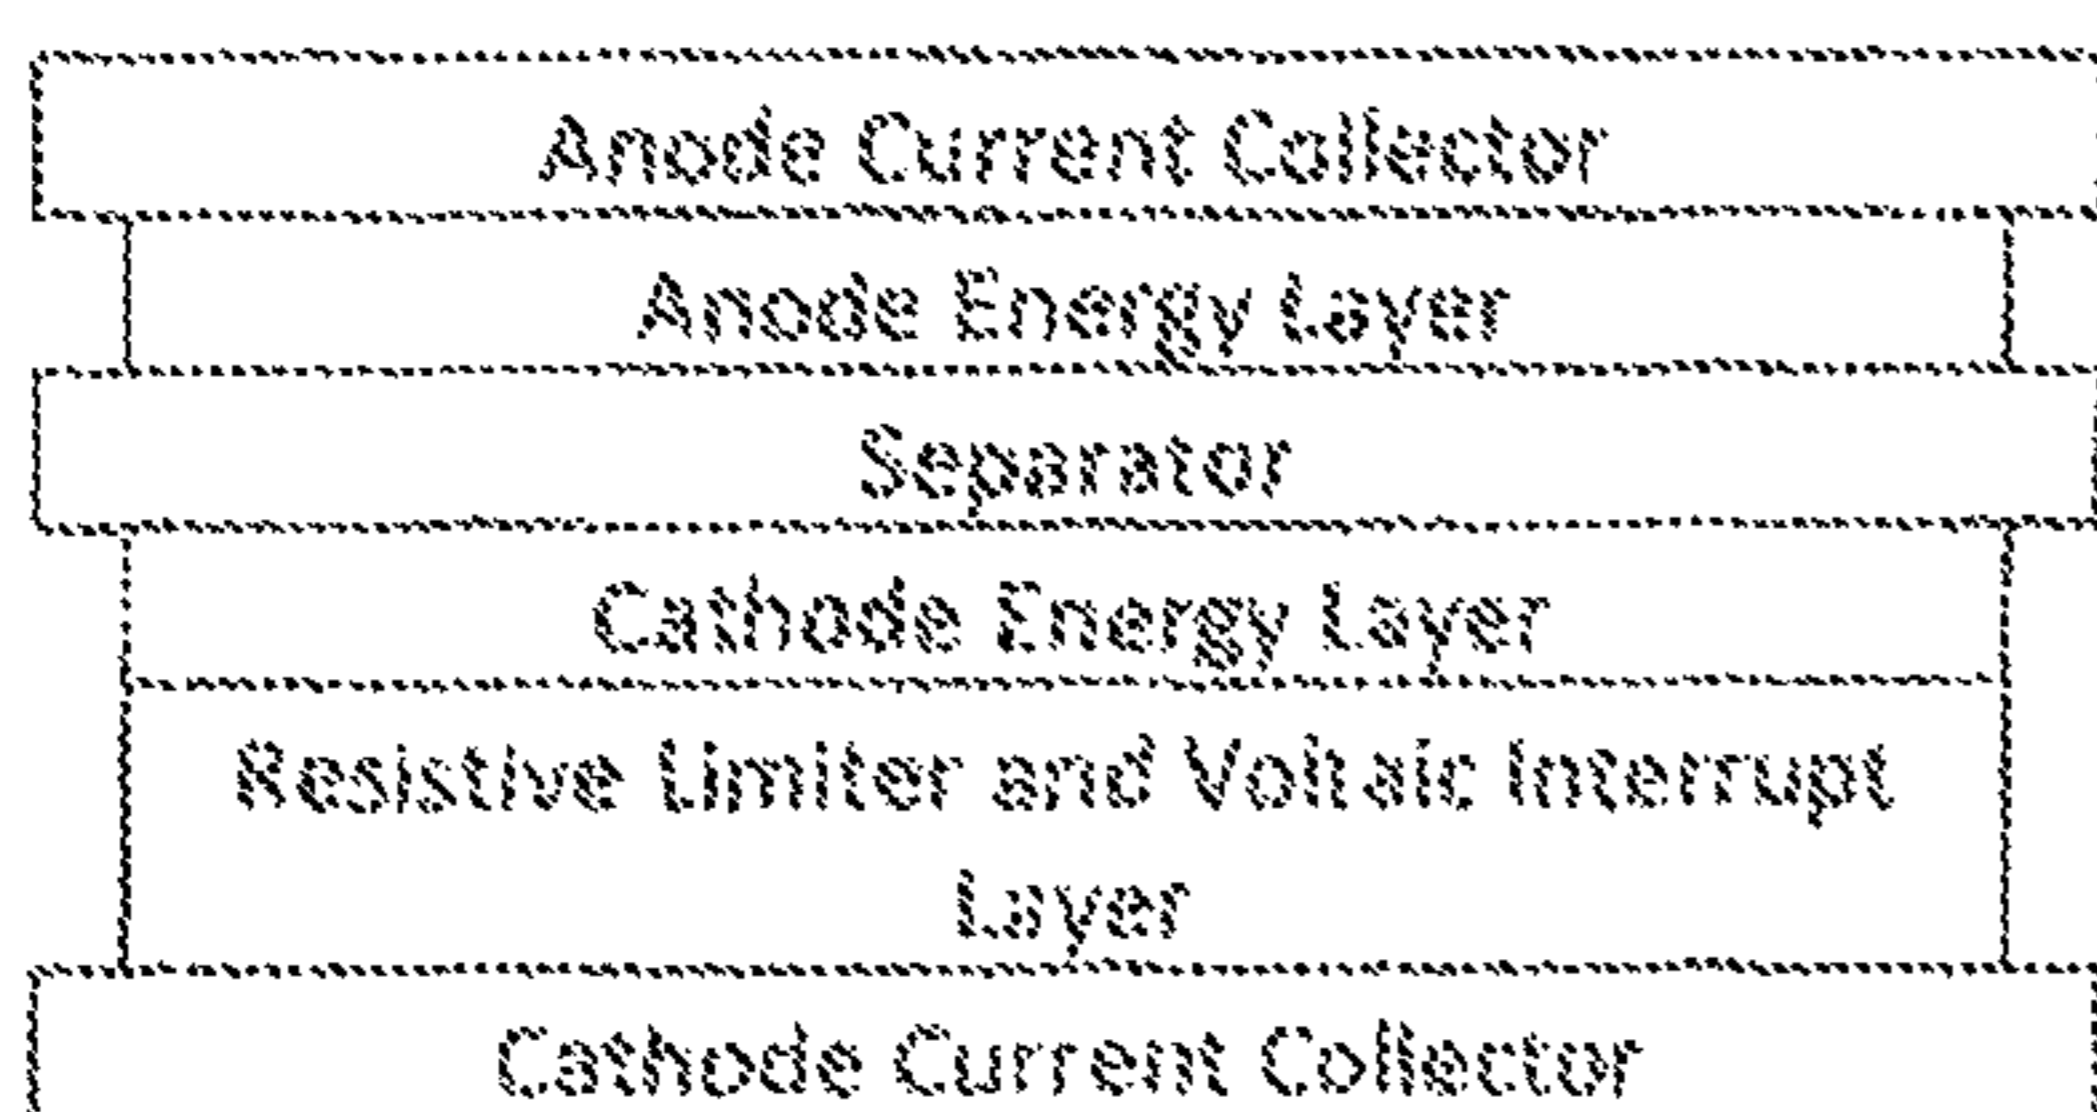 Anode Current Collector
Anode Energy Layer
Separator
Cathode Energy Layer
Resistive Limiter and Voltaic Interrupt
Layer
Cathode Current Collector